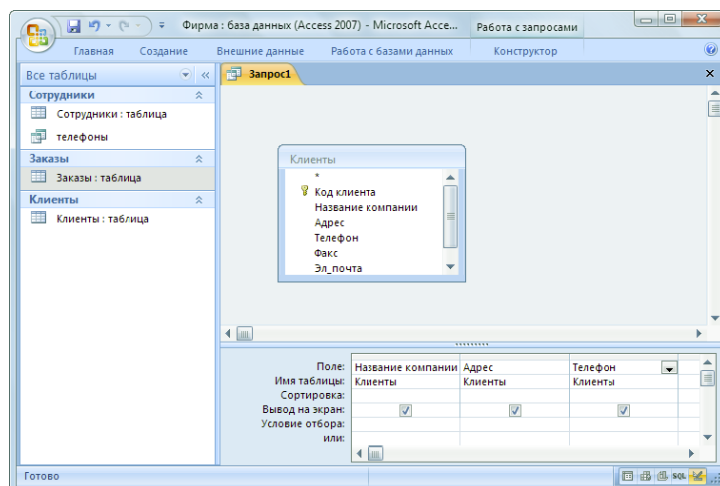 Фирма : база данных (Access 2007) - Microsoft Acce... Работа с запросами
Главная Создание Внешние данные Работа с базами данных Конструктор
Все таблицы
Запрос1
Сотрудники
Сотрудники : таблица
телефоны
Заказы
Заказы : таблица
Клиенты
Клиенты : таблица
Клиенты
*
Код клиента
Название компании
Адрес
Телефон
Факс
Эл_почта
Поле: Название компании Адрес Телефон
Имя таблицы: Клиенты Клиенты Клиенты
Сортировка:
Вывод на экран:
Условие отбора:
или:
Готово SQL